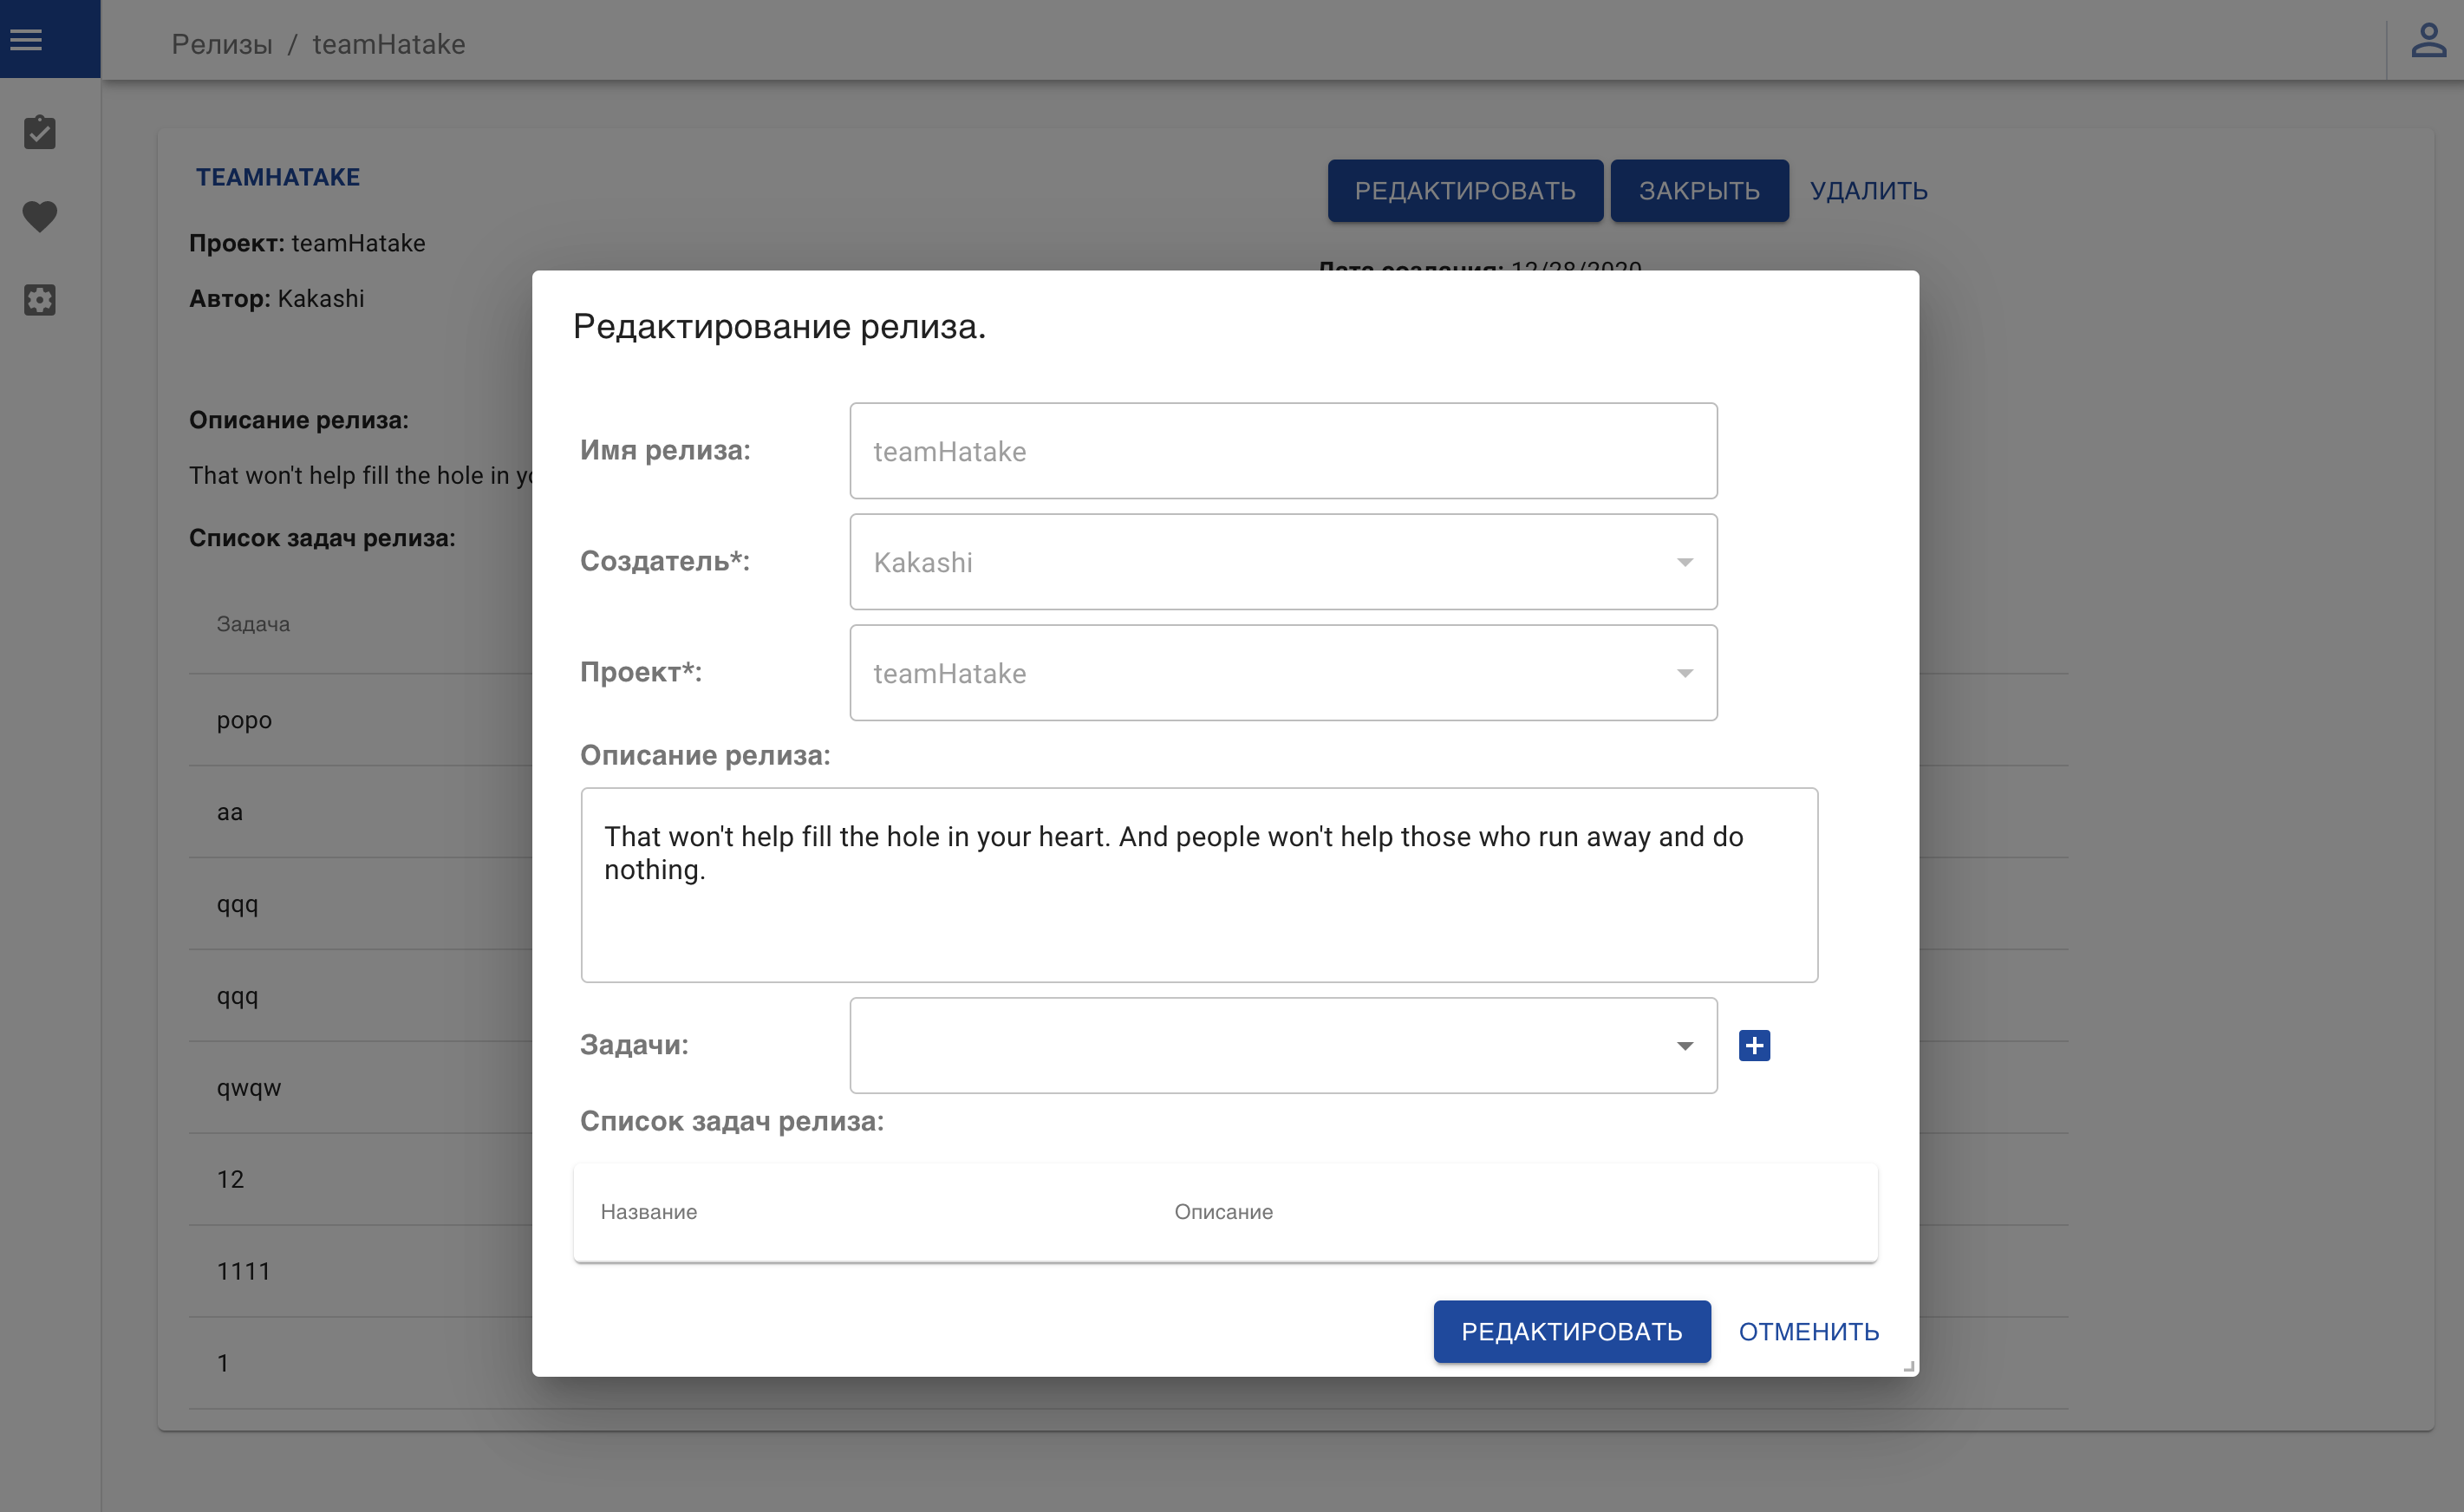 Релизы / teamHatake
TEAMHATAKE
РЕДАКТИРОВАТЬ ЗАКРЫТЬ УДАЛИТЬ
Проект: teamHatake
Дата создания: 12/28/2020
Автор: Kakashi
Описание релиза:
That won't help fill the hole in yo
Список задач релиза:
Задача
popo
aa
qqq
qqq
qwqw
12
1111
1
Редактирование релиза.
Имя релиза: teamHatake
Создатель*: Kakashi
Проект*: teamHatake
Описание релиза:
That won't help fill the hole in your heart. And people won't help those who run away and do
nothing.
Задачи:
Список задач релиза:
Название Описание
РЕДАКТИРОВАТЬ ОТМЕНИТЬ